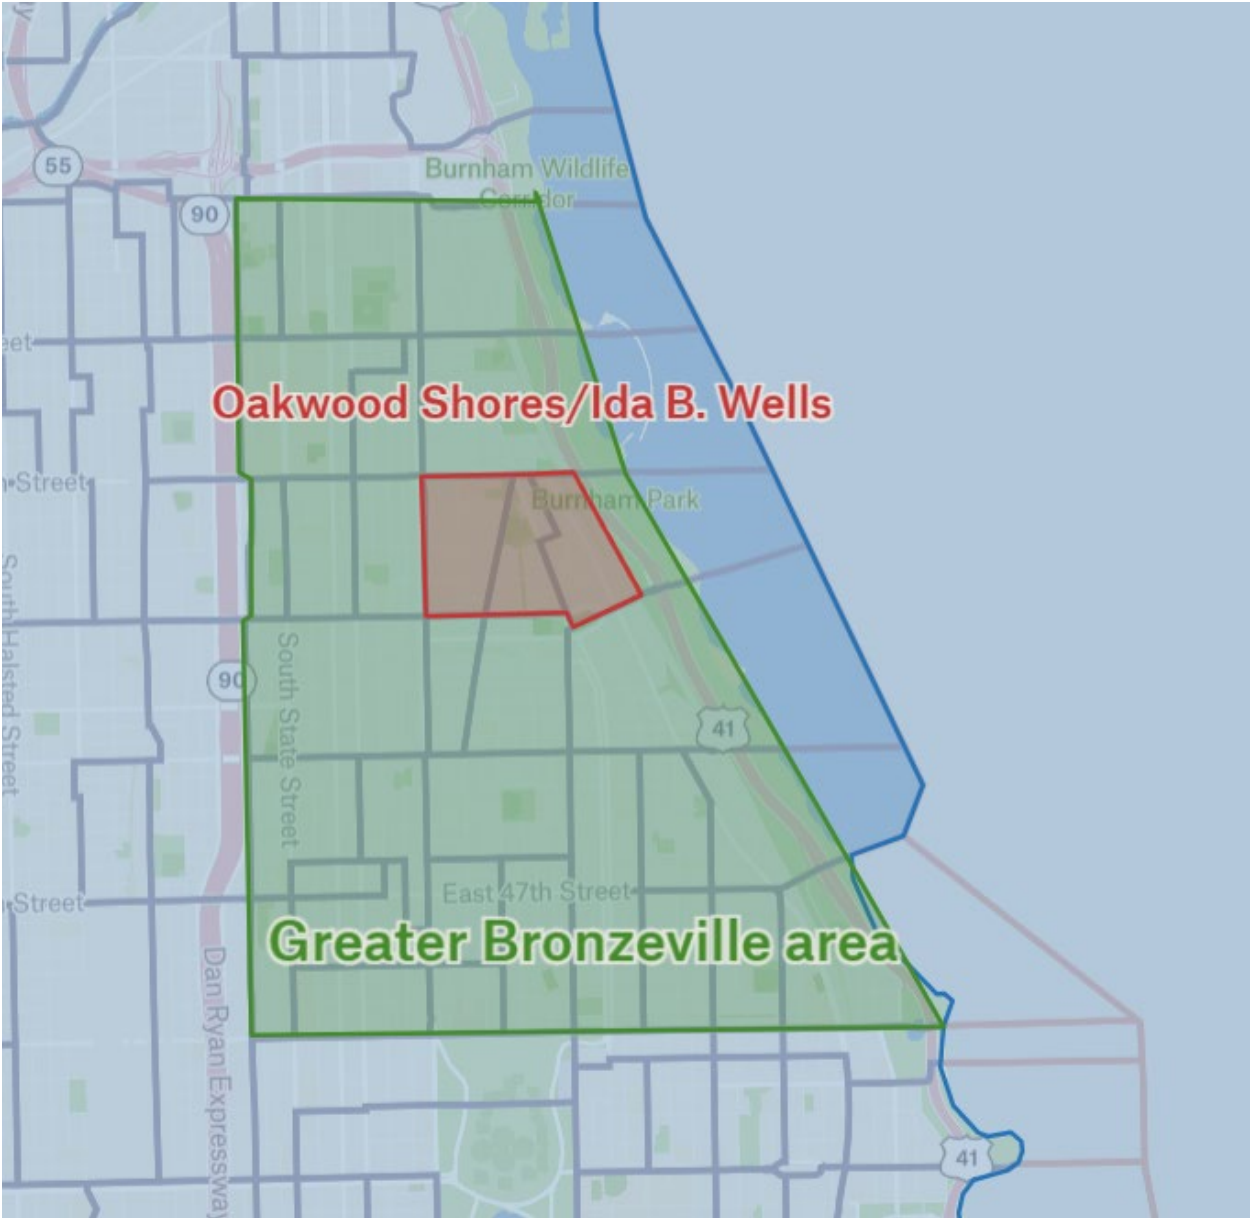 55
Burnham Wildlife
Corridor
90
eet
Oakwood Shores/Ida B. Wells
Street
Burnham Park
South Halsted Street
South State Street
90
41
East 47th Street
Street
Greater Bronzeville area
Dan Ryan Expressway
41